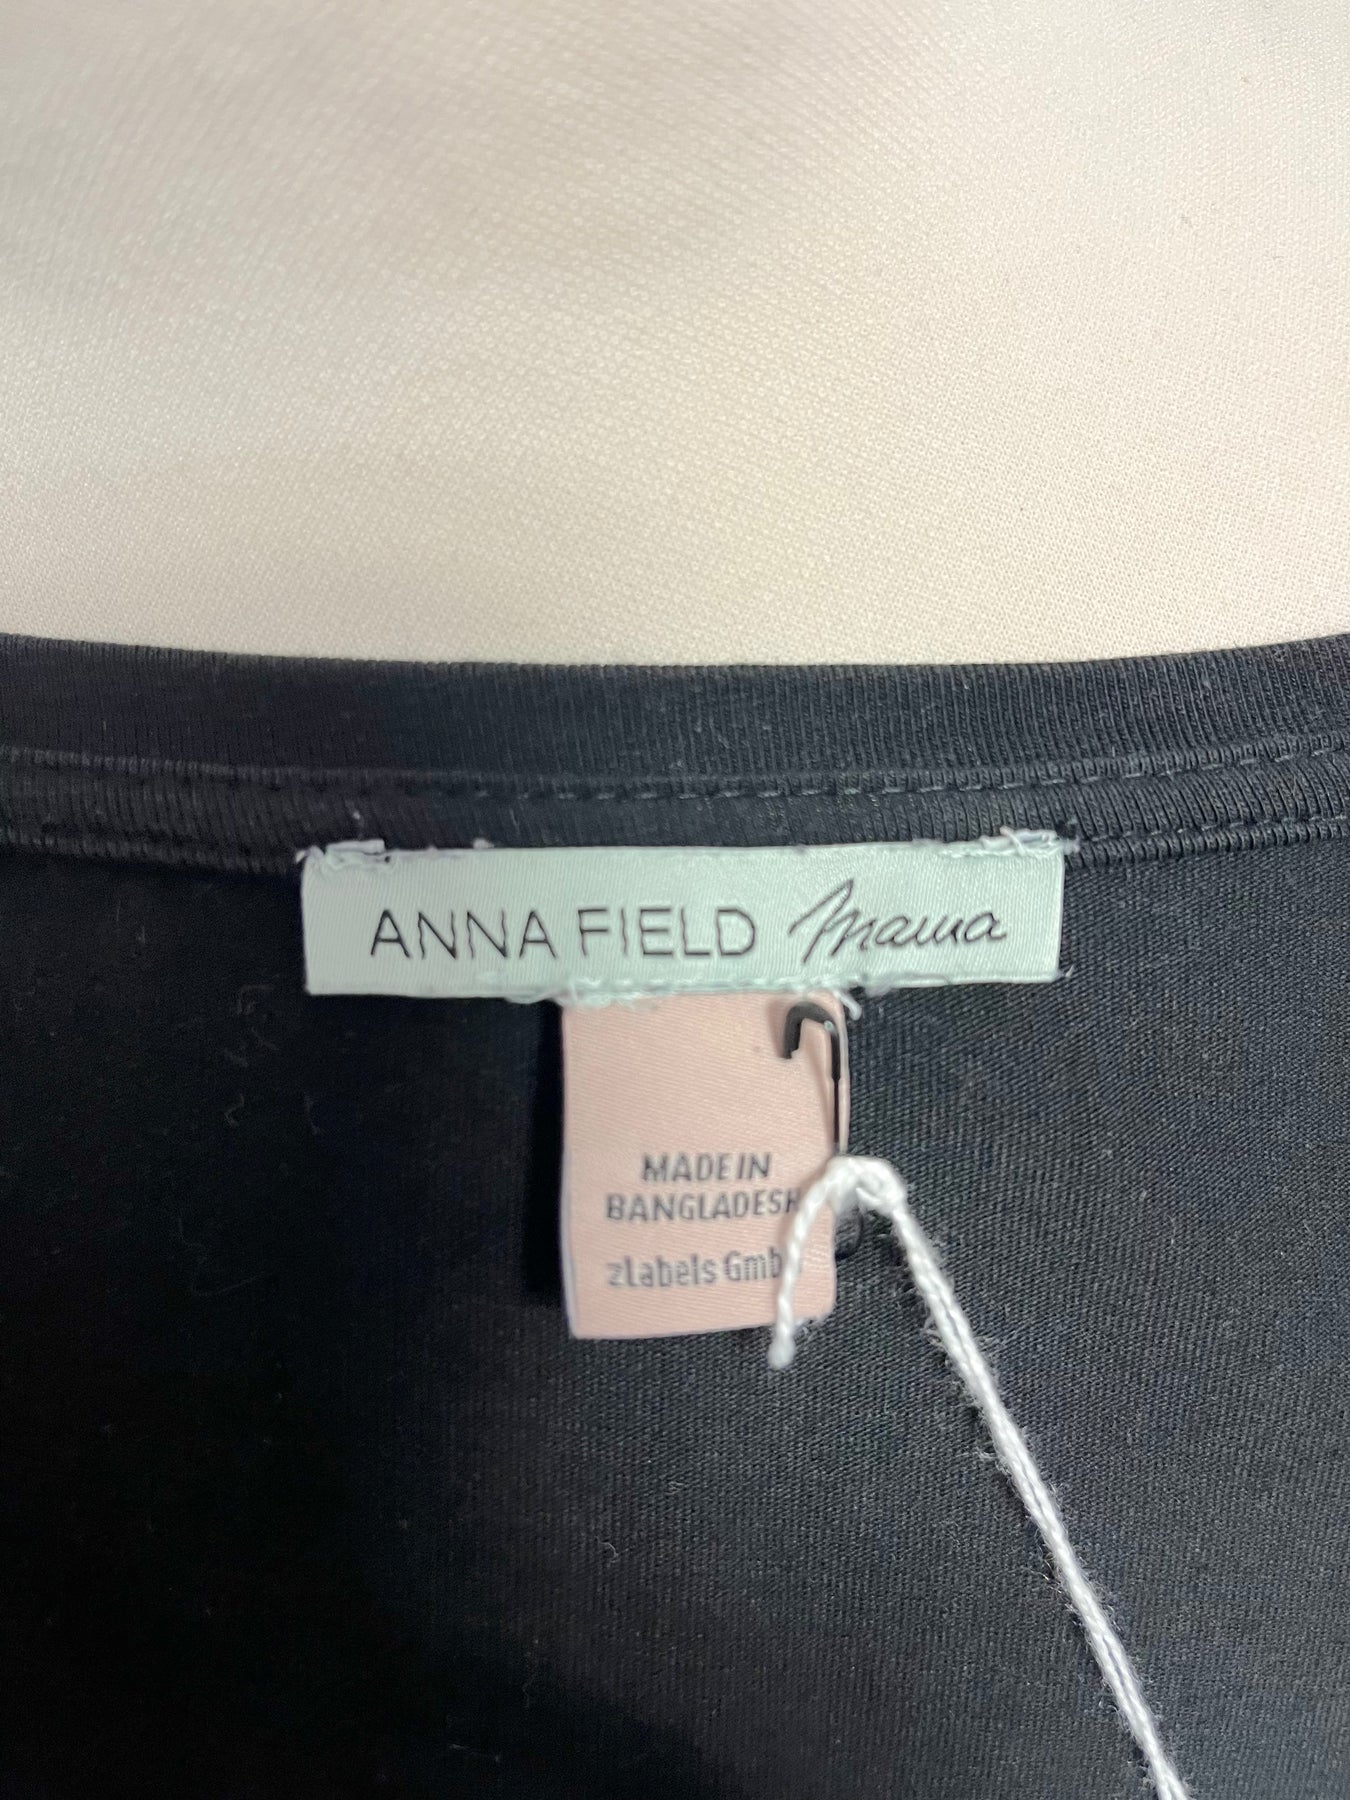 ANNA FIELD Mama
MADE IN
BANGLADESH
zLabels Gmb